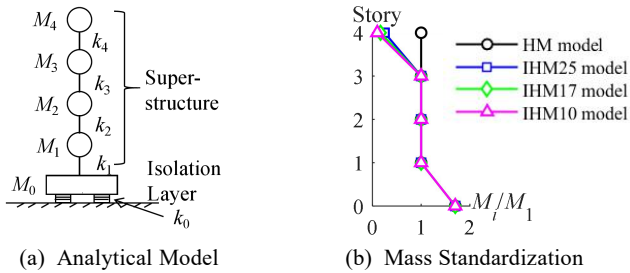 M4
k4
M3
k3
M2
k2
M1
k1
M0
k0
Super-
structure
Isolation
Layer
(a) Analytical Model
Story
4
3
2
1
0
0
1
2
Mi/M1
HM model
IHM25 model
IHM17 model
IHM10 model
(b) Mass Standardization